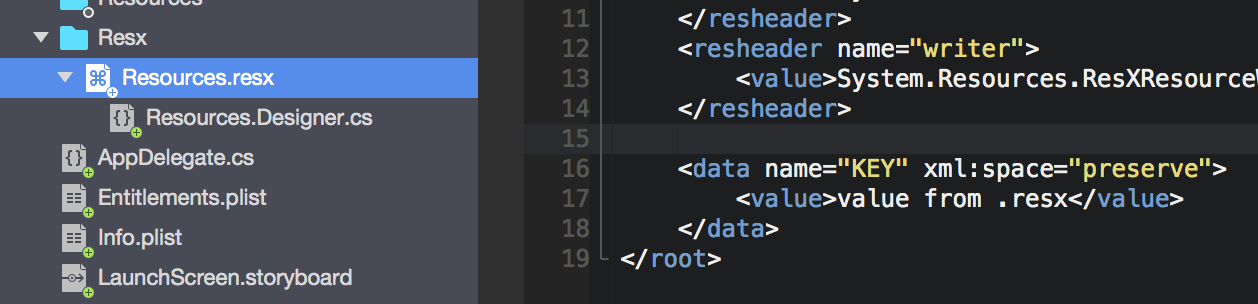 Resources
Resx
Resources.resx
Resources.Designer.cs
AppDelegate.cs
Entitlements.plist
Info.plist
LaunchScreen.storyboard
11 </resheader>
12 <resheader name="writer">
13 <value>System.Resources.ResXResource
14 </resheader>
15
16 <data name="KEY" xml:space="preserve">
17 <value>value from .resx</value>
18 </data>
19 </root>